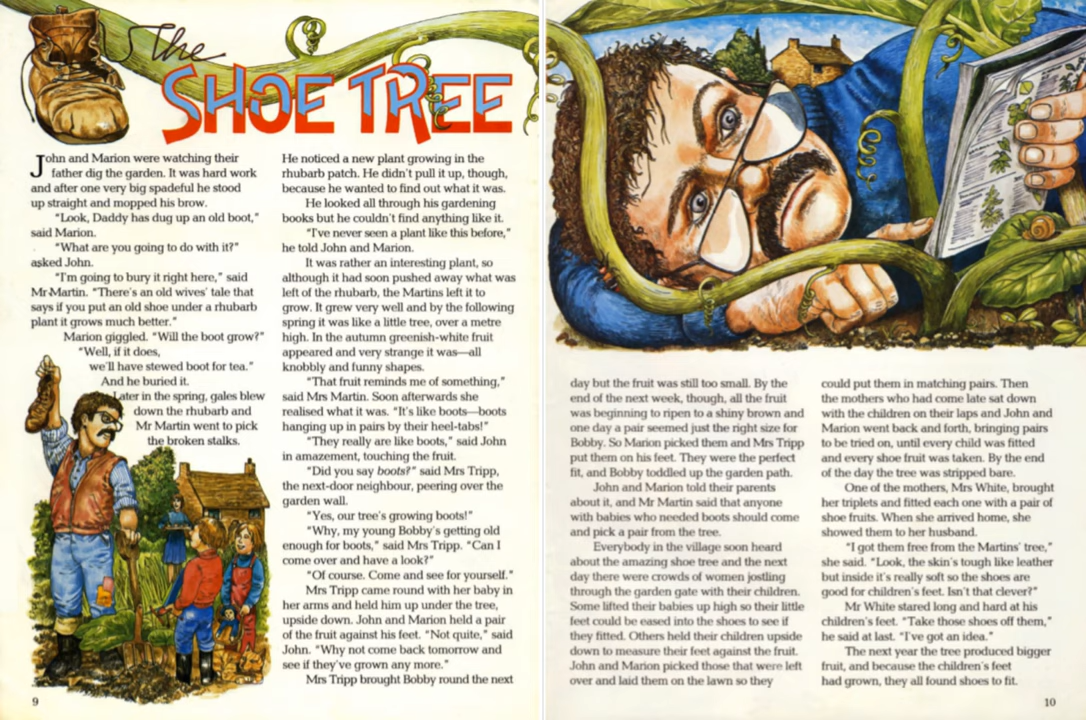 the
SHOE TREE
John and Marion were watching their
father dig the garden. It was hard work
and after one very big spadeful he stood
up straight and mopped his brow.
"Look, Daddy has dug up an old boot,"
said Marion.
"What are you going to do with it?"
asked John.
"I'm going to bury it right here," said
Mr Martin. "There's an old wives' tale that
says if you put an old shoe under a rhubarb
plant it grows much better."
Marion giggled. "Will the boot grow?"
"Well, if it does,
we'll have stewed boot for tea."
And he buried it.
Later in the spring, gales blew
down the rhubarb and
Mr Martin went to pick
the broken stalks.
He noticed a new plant growing in the
rhubarb patch. He didn't pull it up, though,
because he wanted to find out what it was.
He looked all through his gardening
books but he couldn't find anything like it.
"I've never seen a plant like this before,"
he told John and Marion.
It was rather an interesting plant, so
although it had soon pushed away what was
left of the rhubarb, the Martins left it to
grow. It grew very well and by the following
spring it was like a little tree, over a metre
high. In the autumn greenish-white fruit
appeared and very strange it was—all
knobbly and funny shapes.
"That fruit reminds me of something,"
said Mrs Martin. Soon afterwards she
realised what it was. "It's like boots—boots
hanging up in pairs by their heel-tabs!"
"They really are like boots," said John
in amazement, touching the fruit.
"Did you say boots?" said Mrs Tripp,
the next-door neighbour, peering over the
garden wall.
"Yes, our tree's growing boots!"
"Why, my young Bobby's getting old
enough for boots," said Mrs Tripp. "Can I
come over and have a look?"
"Of course. Come and see for yourself."
Mrs Tripp came round with her baby in
her arms and held him up under the tree,
upside down. John and Marion held a pair
of the fruit against his feet. "Not quite," said
John. "Why not come back tomorrow and
see if they've grown any more."
Mrs Tripp brought Bobby round the next
9
day but the fruit was still too small. By the
end of the next week, though, all the fruit
was beginning to ripen to a shiny brown and
one day a pair seemed just the right size for
Bobby. So Marion picked them and Mrs Tripp
put them on his feet. They were the perfect
fit, and Bobby toddled up the garden path.
John and Marion told their parents
about it, and Mr Martin said that anyone
with babies who needed boots should come
and pick a pair from the tree.
Everybody in the village soon heard
about the amazing shoe tree and the next
day there were crowds of women jostling
through the garden gate with their children.
Some lifted their babies up high so their little
feet could be eased into the shoes to see if
they fitted. Others held their children upside
down to measure their feet against the fruit.
John and Marion picked those that were left
over and laid them on the lawn so they
could put them in matching pairs. Then
the mothers who had come late sat down
with the children on their laps and John and
Marion went back and forth, bringing pairs
to be tried on, until every child was fitted
and every shoe fruit was taken. By the end
of the day the tree was stripped bare.
One of the mothers, Mrs White, brought
her triplets and fitted each one with a pair of
shoe fruits. When she arrived home, she
showed them to her husband.
"I got them free from the Martins' tree,"
she said. "Look, the skin's tough like leather
but inside it's really soft so the shoes are
good for children's feet. Isn't that clever?"
Mr White stared long and hard at his
children's feet. "Take those shoes off them,"
he said at last. "I've got an idea."
The next year the tree produced bigger
fruit, and because the children's feet
had grown, they all found shoes to fit.
10